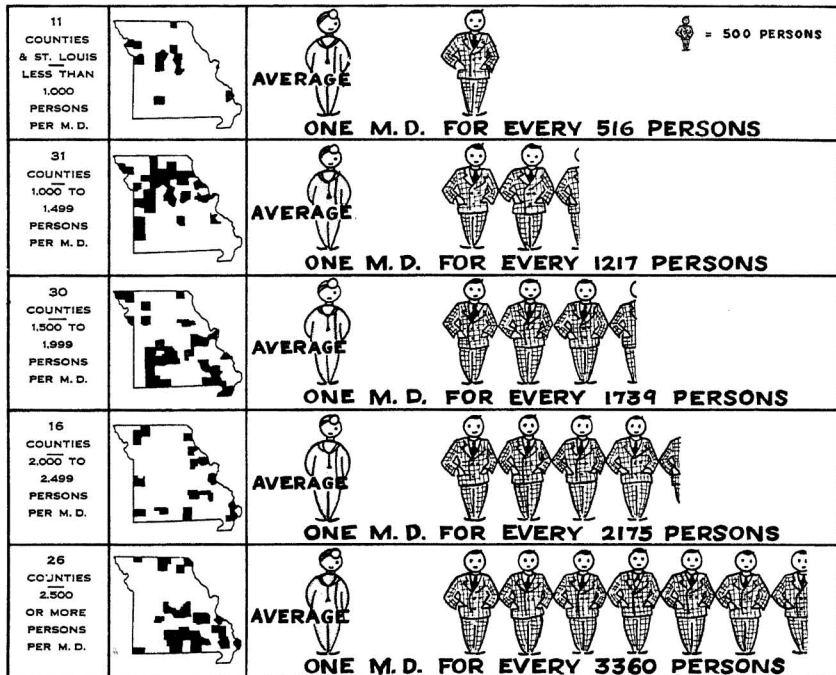 11
COUNTIES
& ST. LOUIS
LESS THAN
1.000
PERSONS
PER M. D.
AVERAGE
= 500 PERSONS
ONE M. D. FOR EVERY 516 PERSONS
31
COUNTIES
1.000 TO
1.499
PERSONS
PER M. D.
AVERAGE
ONE M. D. FOR EVERY 1217 PERSONS
30
COUNTIES
1.500 TO
1.999
PERSONS
PER M. D.
AVERAGE
ONE M. D. FOR EVERY 1739 PERSONS
16
COUNTIES
2.000 TO
2.499
PERSONS
PER M. D.
AVERAGE
ONE M. D. FOR EVERY 2175 PERSONS
26
COUNTIES
2.500
OR MORE
PERSONS
PER M. D.
AVERAGE
ONE M. D. FOR EVERY 3360 PERSONS